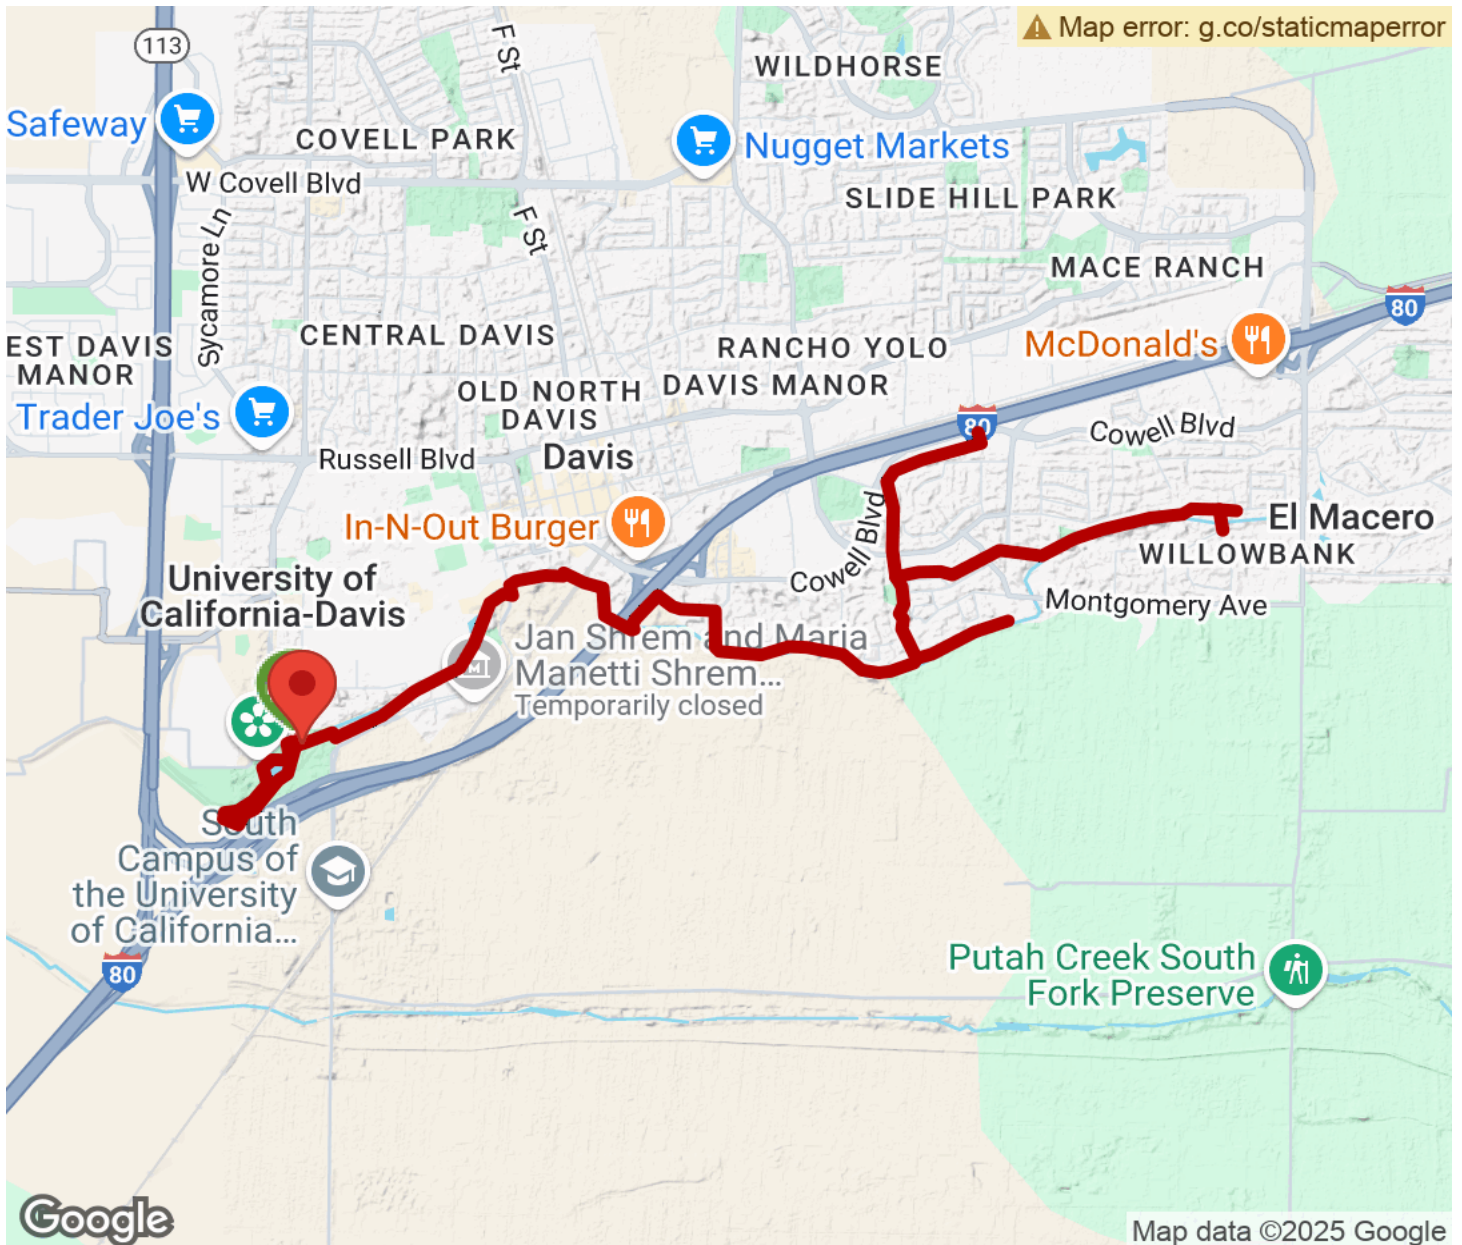 Map error: g.co/staticmaperror
113
F St
WILDHORSE
Safeway
COVELL PARK
Nugget Markets
W Covell Blvd
SLIDE HILL PARK
F St
Sycamore Ln
MACE RANCH
80
EST DAVIS
MANOR
CENTRAL DAVIS
RANCHO YOLO
McDonald's
OLD NORTH
DAVIS
DAVIS MANOR
Trader Joe's
80
Cowell Blvd
Russell Blvd
Davis
In-N-Out Burger
Cowell Blvd
El Macero
WILLOWBANK
University of
California-Davis
Montgomery Ave
Jan Shrem and Maria
Manetti Shrem...
Temporarily closed
South
Campus of
the University
of California...
80
Putah Creek South
Fork Preserve
Google
Map data ©2025 Google